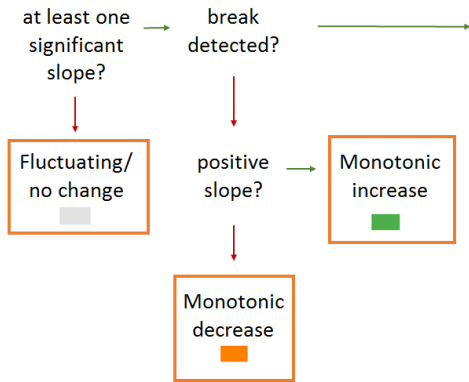 at least one
significant
slope?
break
detected?
Fluctuating/
no change
positive
slope?
Monotonic
increase
Monotonic
decrease